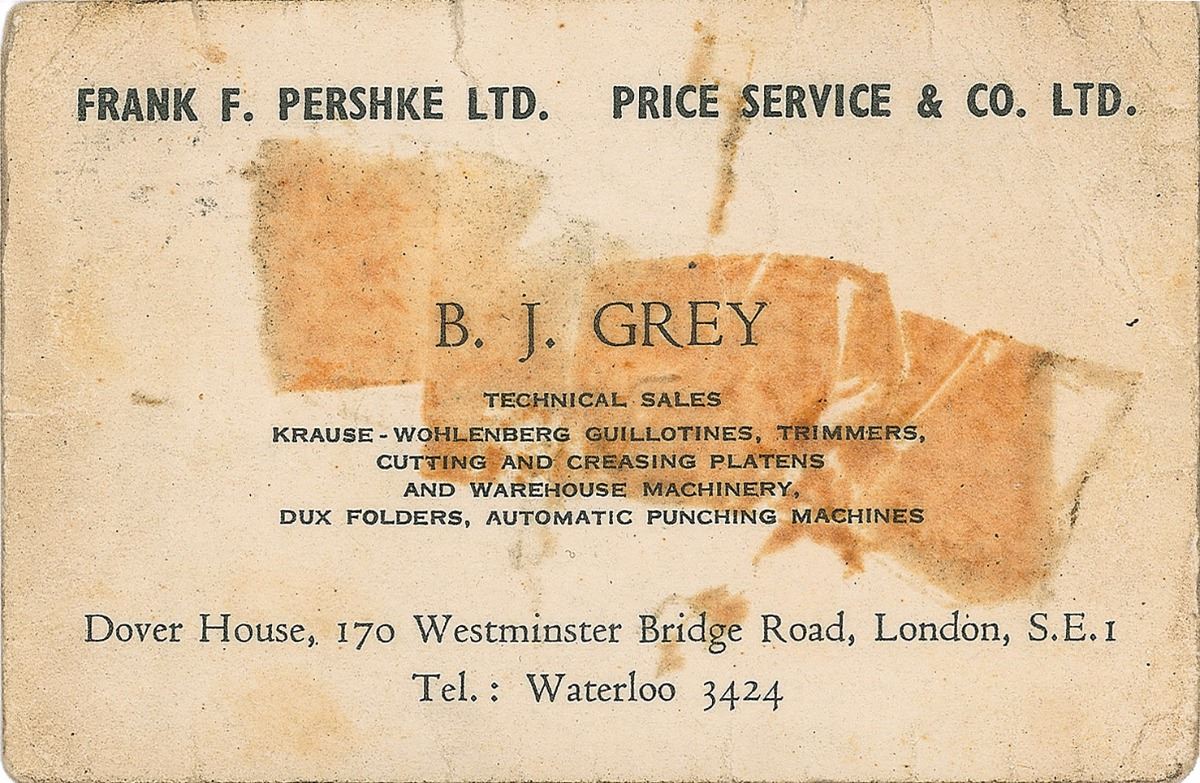 FRANK F. PERSHKE LTD. PRICE SERVICE & CO. LTD.
B. J. GREY
TECHNICAL SALES
KRAUSE-WOHLENBERG GUILLOTINES, TRIMMERS,
CUTTING AND CREASING PLATENS
AND WAREHOUSE MACHINERY,
DUX FOLDERS, AUTOMATIC PUNCHING MACHINES
Dover House, 170 Westminster Bridge Road, London, S.E.1
Tel.: Waterloo 3424